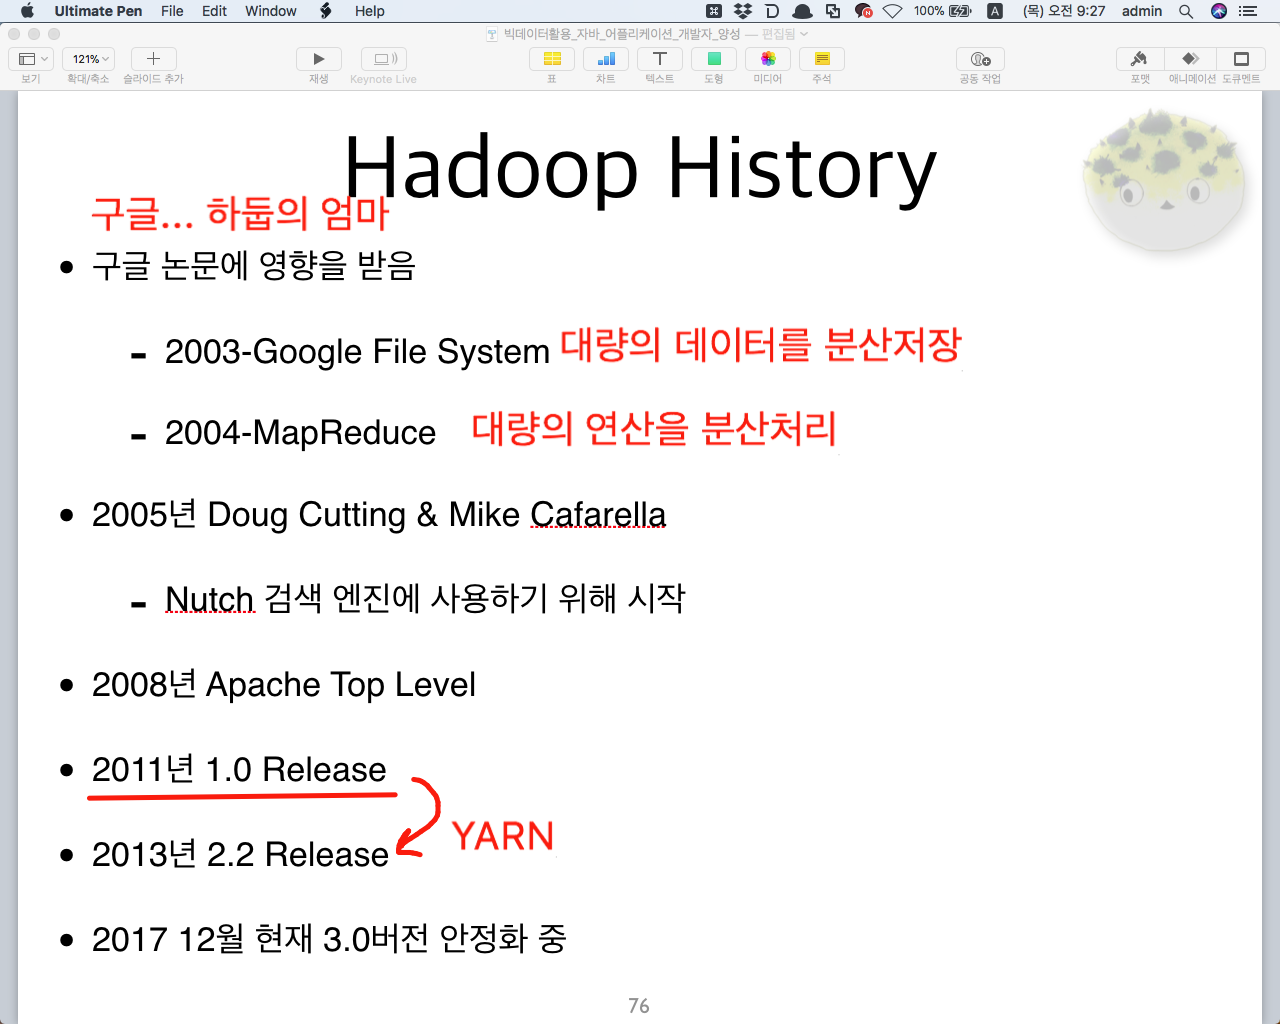 Ultimate Pen File Edit Window Help 100% A (목) 오전 9:27 admin
빅데이터활용_자바_어플리케이션_개발자_양성 — 편집됨
121%
보기 확대/축소 슬라이드 추가 재생 Keynote Live 표 차트 텍스트 도형 미디어 주석 공동 작업 포맷 애니메이션 도큐멘트
Hadoop History
구글... 하둡의 엄마
• 구글 논문에 영향을 받음
- 2003-Google File System 대량의 데이터를 분산저장
- 2004-MapReduce 대량의 연산을 분산처리
• 2005년 Doug Cutting & Mike Cafarella
- Nutch 검색 엔진에 사용하기 위해 시작
• 2008년 Apache Top Level
• 2011년 1.0 Release
YARN
• 2013년 2.2 Release
• 2017 12월 현재 3.0버전 안정화 중
76